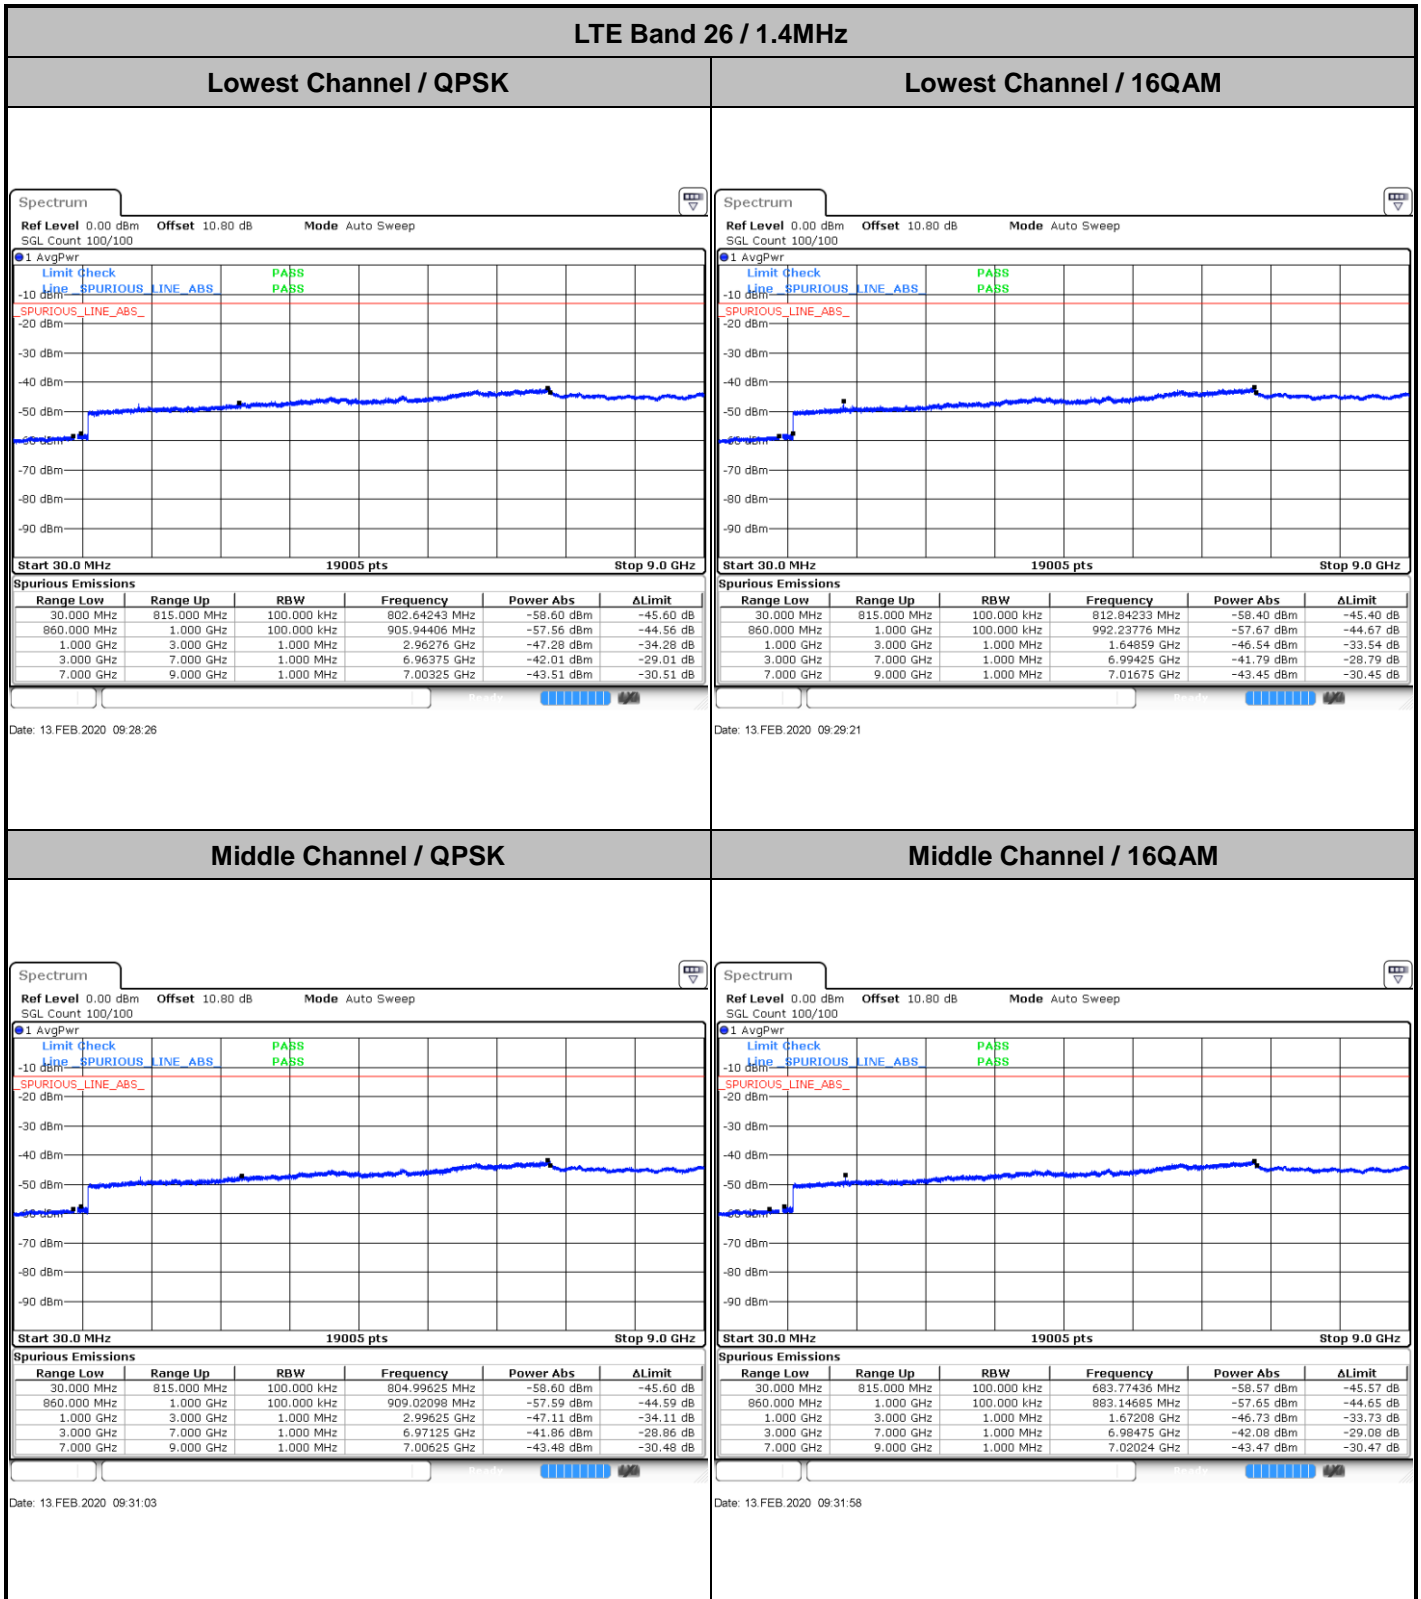 LTE Band 26 / 1.4MHz
Lowest Channel / QPSK
Lowest Channel / 16QAM
Spectrum
Ref Level 0.00 dBm Offset 10.80 dB Mode Auto Sweep
SGL Count 100/100
1 AvgPwr
Limit Check PASS
Line _SPURIOUS_LINE_ABS_ PASS
-10 dBm
_SPURIOUS_LINE_ABS_
-20 dBm
-30 dBm
-40 dBm
-50 dBm
-60 dBm
-70 dBm
-80 dBm
-90 dBm
Start 30.0 MHz 19005 pts Stop 9.0 GHz
Spurious Emissions
Range Low Range Up RBW Frequency Power Abs ΔLimit
30.000 MHz 815.000 MHz 100.000 kHz 802.64243 MHz -58.60 dBm -45.60 dB
860.000 MHz 1.000 GHz 100.000 kHz 905.94406 MHz -57.56 dBm -44.56 dB
1.000 GHz 3.000 GHz 1.000 MHz 2.96276 GHz -47.28 dBm -34.28 dB
3.000 GHz 7.000 GHz 1.000 MHz 6.96375 GHz -42.01 dBm -29.01 dB
7.000 GHz 9.000 GHz 1.000 MHz 7.00325 GHz -43.51 dBm -30.51 dB
Ready
Date: 13.FEB.2020 09:28:26
Spectrum
Ref Level 0.00 dBm Offset 10.80 dB Mode Auto Sweep
SGL Count 100/100
1 AvgPwr
Limit Check PASS
Line _SPURIOUS_LINE_ABS_ PASS
-10 dBm
_SPURIOUS_LINE_ABS_
-20 dBm
-30 dBm
-40 dBm
-50 dBm
-60 dBm
-70 dBm
-80 dBm
-90 dBm
Start 30.0 MHz 19005 pts Stop 9.0 GHz
Spurious Emissions
Range Low Range Up RBW Frequency Power Abs ΔLimit
30.000 MHz 815.000 MHz 100.000 kHz 812.84233 MHz -58.40 dBm -45.40 dB
860.000 MHz 1.000 GHz 100.000 kHz 992.23776 MHz -57.67 dBm -44.67 dB
1.000 GHz 3.000 GHz 1.000 MHz 1.64859 GHz -46.54 dBm -33.54 dB
3.000 GHz 7.000 GHz 1.000 MHz 6.99425 GHz -41.79 dBm -28.79 dB
7.000 GHz 9.000 GHz 1.000 MHz 7.01675 GHz -43.45 dBm -30.45 dB
Ready
Date: 13.FEB.2020 09:29:21
Middle Channel / QPSK
Middle Channel / 16QAM
Spectrum
Ref Level 0.00 dBm Offset 10.80 dB Mode Auto Sweep
SGL Count 100/100
1 AvgPwr
Limit Check PASS
Line _SPURIOUS_LINE_ABS_ PASS
-10 dBm
_SPURIOUS_LINE_ABS_
-20 dBm
-30 dBm
-40 dBm
-50 dBm
-60 dBm
-70 dBm
-80 dBm
-90 dBm
Start 30.0 MHz 19005 pts Stop 9.0 GHz
Spurious Emissions
Range Low Range Up RBW Frequency Power Abs ΔLimit
30.000 MHz 815.000 MHz 100.000 kHz 804.99625 MHz -58.60 dBm -45.60 dB
860.000 MHz 1.000 GHz 100.000 kHz 909.02098 MHz -57.59 dBm -44.59 dB
1.000 GHz 3.000 GHz 1.000 MHz 2.99625 GHz -47.11 dBm -34.11 dB
3.000 GHz 7.000 GHz 1.000 MHz 6.97125 GHz -41.86 dBm -28.86 dB
7.000 GHz 9.000 GHz 1.000 MHz 7.00625 GHz -43.48 dBm -30.48 dB
Ready
Date: 13.FEB.2020 09:31:03
Spectrum
Ref Level 0.00 dBm Offset 10.80 dB Mode Auto Sweep
SGL Count 100/100
1 AvgPwr
Limit Check PASS
Line _SPURIOUS_LINE_ABS_ PASS
-10 dBm
_SPURIOUS_LINE_ABS_
-20 dBm
-30 dBm
-40 dBm
-50 dBm
-60 dBm
-70 dBm
-80 dBm
-90 dBm
Start 30.0 MHz 19005 pts Stop 9.0 GHz
Spurious Emissions
Range Low Range Up RBW Frequency Power Abs ΔLimit
30.000 MHz 815.000 MHz 100.000 kHz 683.77436 MHz -58.57 dBm -45.57 dB
860.000 MHz 1.000 GHz 100.000 kHz 883.14685 MHz -57.65 dBm -44.65 dB
1.000 GHz 3.000 GHz 1.000 MHz 1.67208 GHz -46.73 dBm -33.73 dB
3.000 GHz 7.000 GHz 1.000 MHz 6.98475 GHz -42.08 dBm -29.08 dB
7.000 GHz 9.000 GHz 1.000 MHz 7.02024 GHz -43.47 dBm -30.47 dB
Ready
Date: 13.FEB.2020 09:31:58